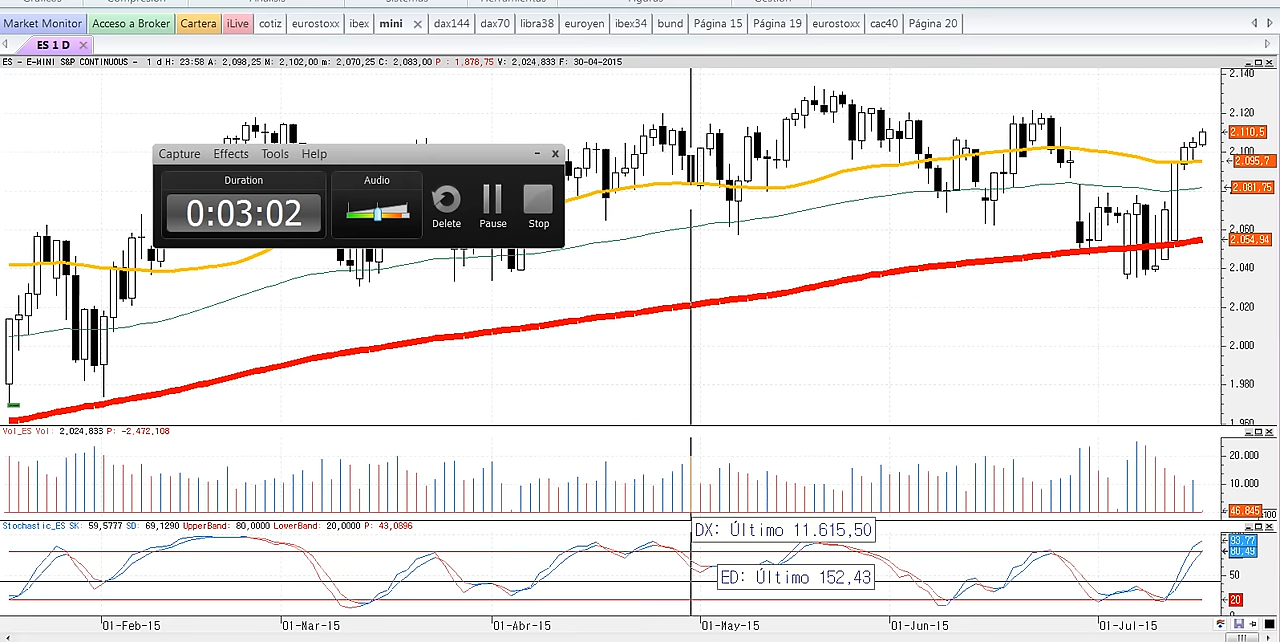 Market Monitor Acceso a Broker Cartera iLive cotiz eurostoxx ibex mini dax144 dax70 libra38 euroyen ibex34 bund Página 15 Página 19 eurostoxx cac40 Página 20
ES 1 D
ES - E-MINI S&P CONTINUOUS - 1 d H: 23:58 A: 2.098,25 M: 2.102,00 m: 2.070,25 C: 2.083,00 P : 1,878,75 V: 2,024,833 F: 30-04-2015
2.140
2.120
2.110,5
2.100
2.095,7
2.081,75
2.060
2.054,94
2.040
2.020
2.000
1.980
1.960
Capture Effects Tools Help
Duration
Audio
0:03:02
Delete Pause Stop
Vol_ES Vol: 2,024,833 P: -2,472,108
20.000
10.000
46.845
100
Stochastic_ES SK: 59,5777 SD: 69,1290 UpperBand: 80,0000 LowerBand: 20,0000 P: 43,0896
DX: Último 11.615,50
ED: Último 152,43
93,77
80,49
50
20
01-Feb-15 01-Mar-15 01-Abr-15 01-May-15 01-Jun-15 01-Jul-15